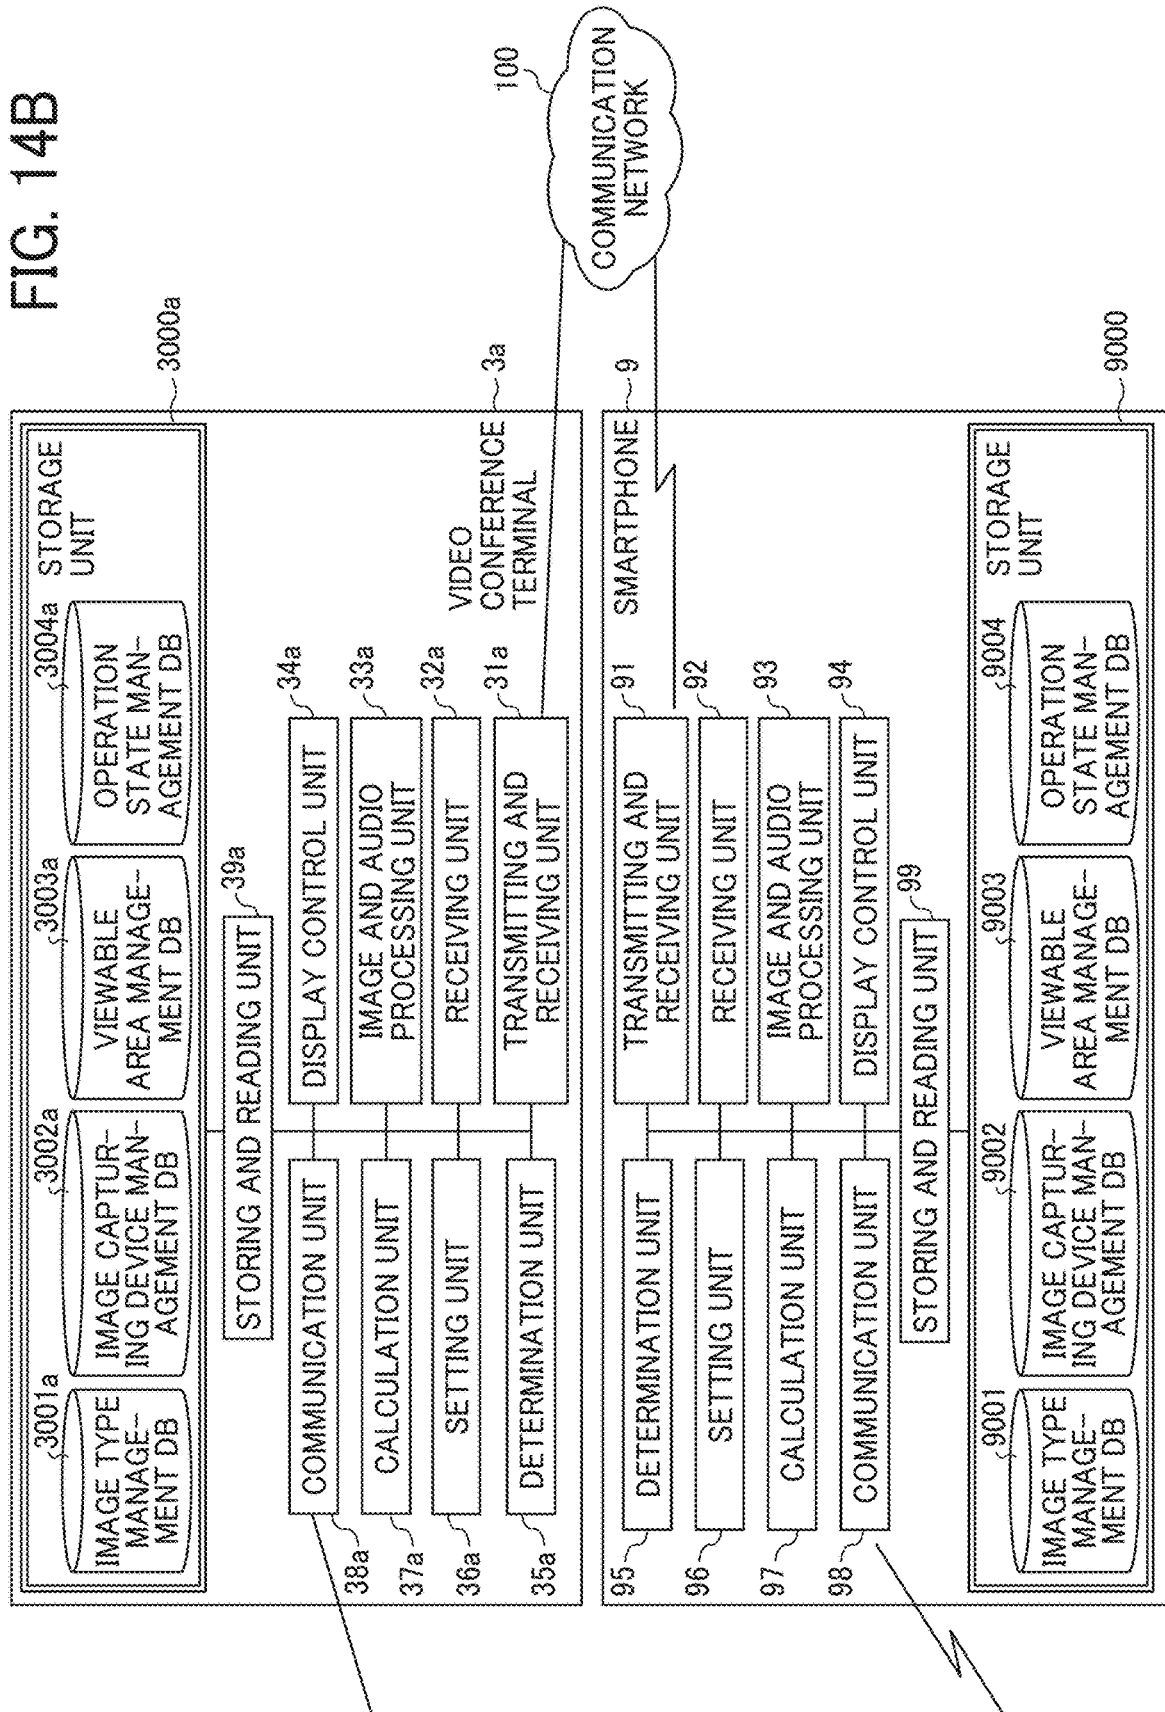 FIG. 14B
3000a
STORAGE
UNIT
3001a
IMAGE TYPE
MANAGE-
MENT DB
3002a
IMAGE CAPTUR-
ING DEVICE MAN-
AGEMENT DB
3003a
VIEWABLE
AREA MANAGE-
MENT DB
3004a
OPERATION
STATE MAN-
AGEMENT DB
STORING AND READING UNIT
39a
COMMUNICATION UNIT
38a
CALCULATION UNIT
37a
SETTING UNIT
36a
DETERMINATION UNIT
35a
DISPLAY CONTROL UNIT
34a
IMAGE AND AUDIO
PROCESSING UNIT
33a
RECEIVING UNIT
32a
TRANSMITTING AND
RECEIVING UNIT
31a
VIDEO
CONFERENCE
TERMINAL
3a
100
COMMUNICATION
NETWORK
SMARTPHONE
9
95
DETERMINATION UNIT
96
SETTING UNIT
97
CALCULATION UNIT
98
COMMUNICATION UNIT
TRANSMITTING AND
RECEIVING UNIT
91
RECEIVING UNIT
92
IMAGE AND AUDIO
PROCESSING UNIT
93
DISPLAY CONTROL UNIT
94
STORING AND READING UNIT
99
9000
STORAGE
UNIT
9001
IMAGE TYPE
MANAGE-
MENT DB
9002
IMAGE CAPTUR-
ING DEVICE MAN-
AGEMENT DB
9003
VIEWABLE
AREA MANAGE-
MENT DB
9004
OPERATION
STATE MAN-
AGEMENT DB